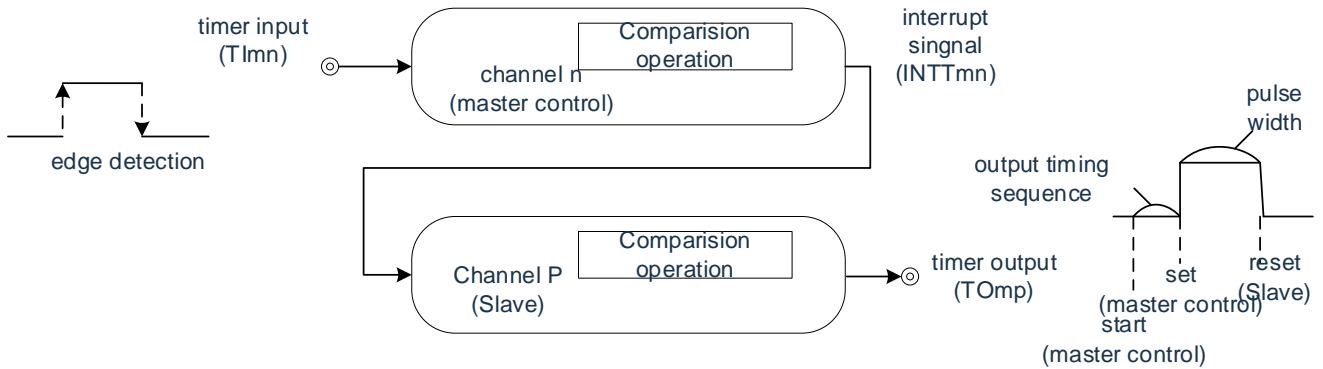 timer input
(TImn)
Comparision
operation
channel n
(master control)
interrupt
singnal
(INTTmn)
edge detection
pulse
width
output timing
sequence
Comparision
operation
Channel P
(Slave)
timer output
(TOmp)
set
(master control)
reset
(Slave)
start
(master control)